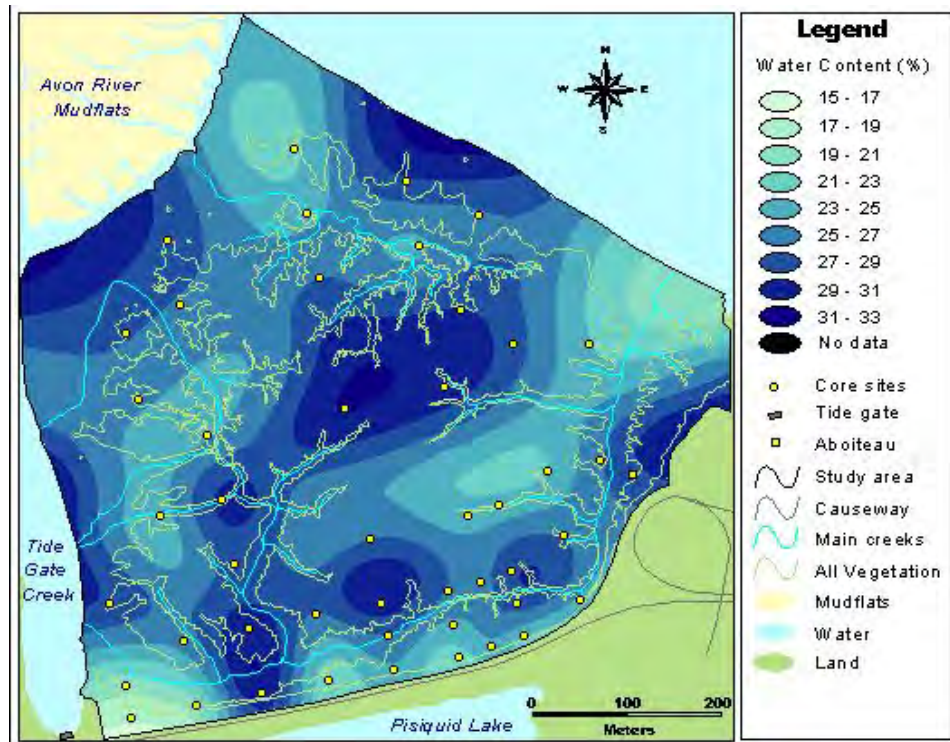 Avon River
Mudflats
N
W
E
S
Tide
Gate
Creek
Pisiquid Lake
0 100 200
Meters
Legend
Water Content (%)
15 - 17
17 - 19
19 - 21
21 - 23
23 - 25
25 - 27
27 - 29
29 - 31
31 - 33
No data
Core sites
Tide gate
Aboiteau
Study area
Causeway
Main creeks
All Vegetation
Mudflats
Water
Land